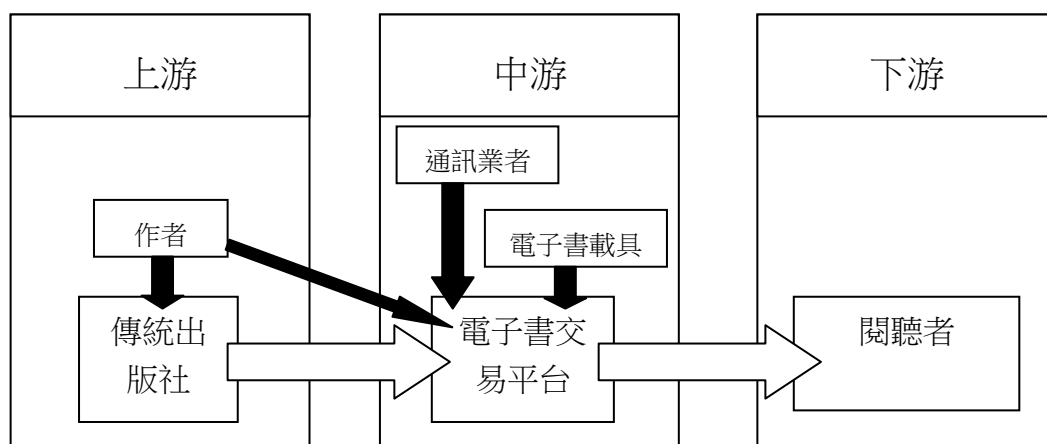 上游
中游
下游
通訊業者
作者
電子書載具
傳統出
版社
電子書交
易平台
閱聽者